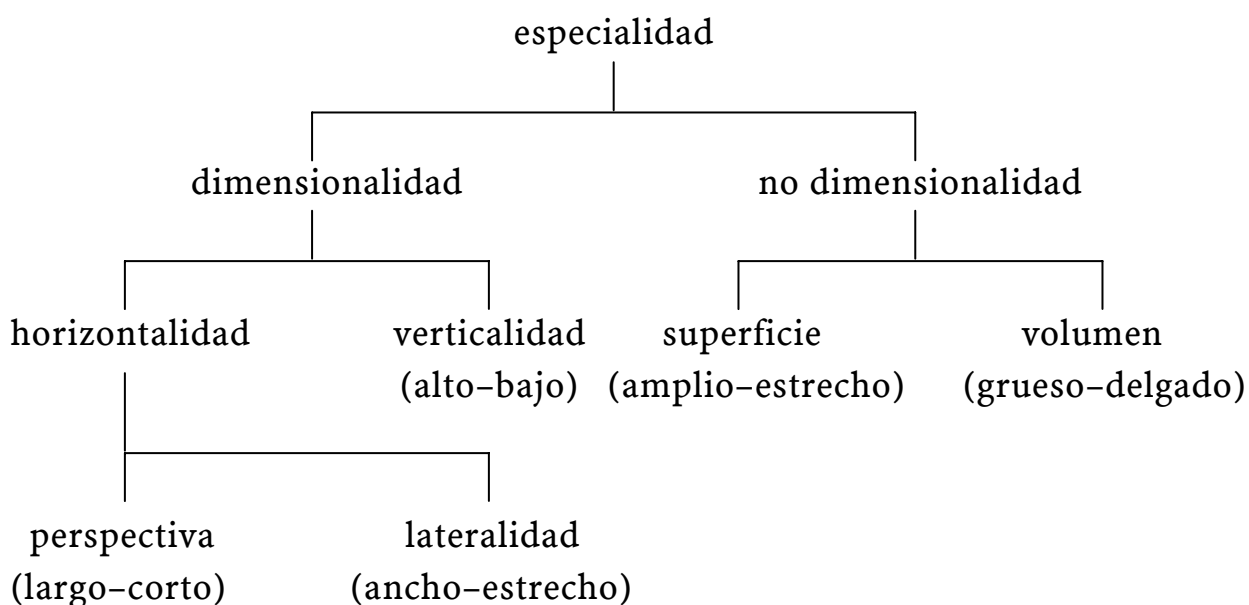 especialidad
dimensionalidad
no dimensionalidad
horizontalidad
verticalidad
(alto–bajo)
superficie
(amplio–estrecho)
volumen
(grueso–delgado)
perspectiva
(largo–corto)
lateralidad
(ancho–estrecho)